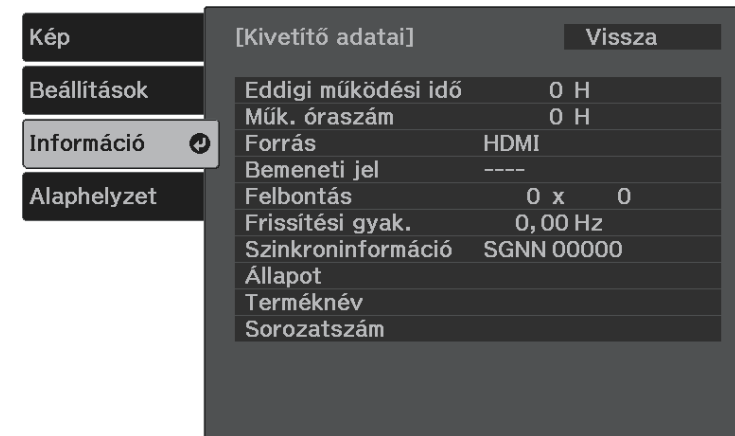 Kép
Beállítások
Információ
Alaphelyzet
[Kivetítő adatai] Vissza
Eddigi működési idő 0 H
Műk. óraszám 0 H
Forrás HDMI
Bemeneti jel ----
Felbontás 0 x 0
Frissítési gyak. 0,00 Hz
Szinkroninformáció SGNN 00000
Állapot
Terméknév
Sorozatszám